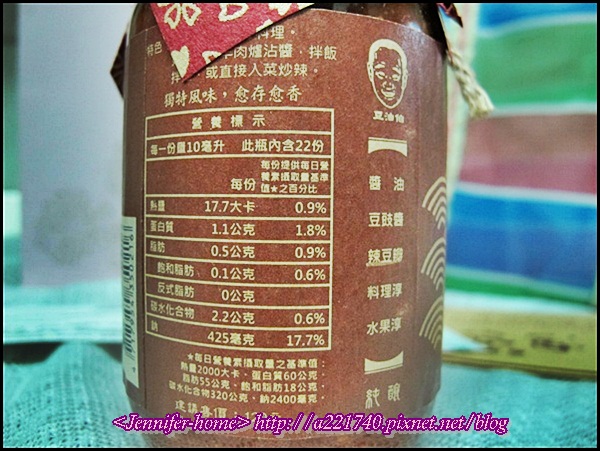 特色
料理。
肉爐沾醬,拌飯
拌 或直接入菜炒辣。
獨特風味,愈存愈香
營養標示
每一份量10毫升 此瓶內含22份
每份 每份提供每日營養素攝取量基準值★之百分比
熱量 17.7大卡 0.9%
蛋白質 1.1公克 1.8%
脂肪 0.5公克 0.9%
飽和脂肪 0.1公克 0.6%
反式脂肪 0公克
碳水化合物 2.2公克 0.6%
鈉 425毫克 17.7%
★每日營養素攝取量之基準值:
熱量2000大卡、蛋白質60公克、
脂肪55公克、飽和脂肪18公克、
碳水化合物320公克、鈉2400毫克
建議 價:
豆油伯
醬油
豆豉醬
辣豆瓣
料理淳
水果淳
純釀
<Jennifer-home> http://a221740.pixnet.net/blog